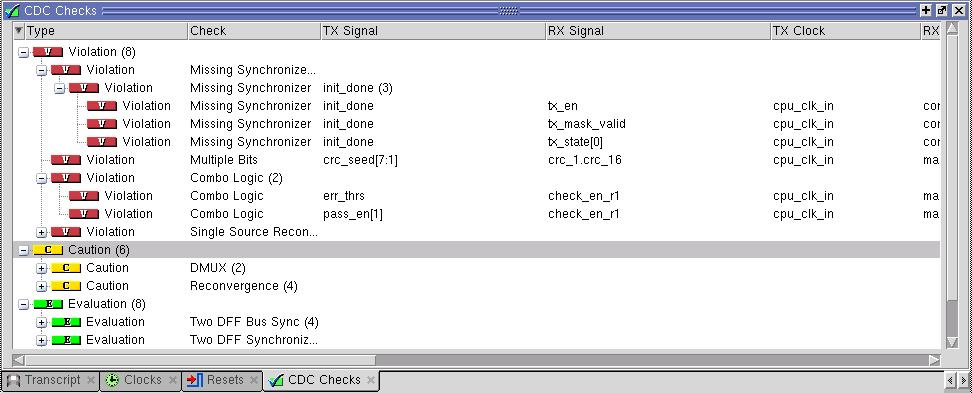 CDC Checks
Type Check TX Signal RX Signal TX Clock RX
V Violation (8)
V Violation Missing Synchronize...
V Violation Missing Synchronizer init_done (3)
V Violation Missing Synchronizer init_done tx_en cpu_clk_in cor
V Violation Missing Synchronizer init_done tx_mask_valid cpu_clk_in cor
V Violation Missing Synchronizer init_done tx_state[0] cpu_clk_in cor
V Violation Multiple Bits crc_seed[7:1] crc_1.crc_16 cpu_clk_in ma
V Violation Combo Logic (2)
V Violation Combo Logic err_thrs check_en_r1 cpu_clk_in ma
V Violation Combo Logic pass_en[1] check_en_r1 cpu_clk_in ma
V Violation Single Source Recon...
C Caution (6)
C Caution DMUX (2)
C Caution Reconvergence (4)
E Evaluation (8)
E Evaluation Two DFF Bus Sync (4)
E Evaluation Two DFF Synchroniz...
Transcript Clocks Resets CDC Checks